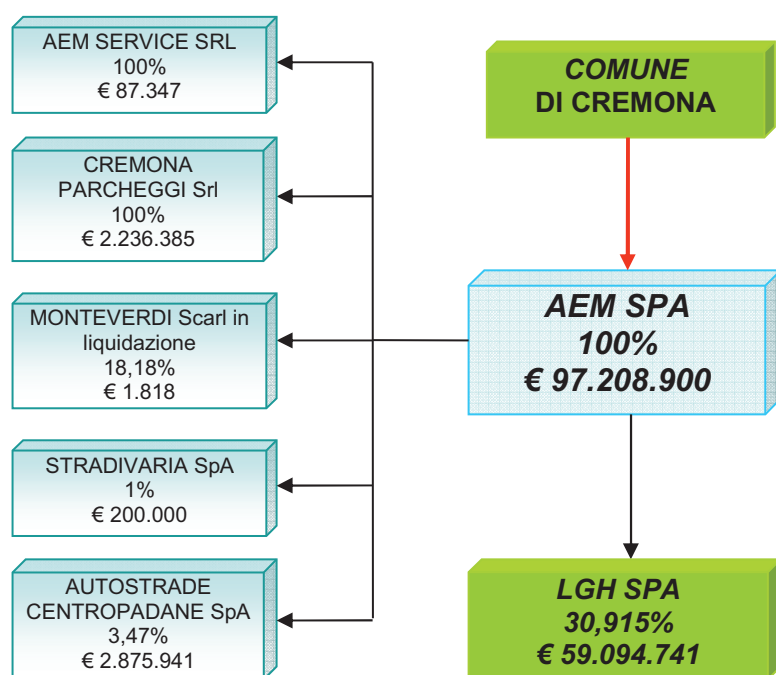 AEM SERVICE SRL
100%
€ 87.347
CREMONA
PARCHEGGI Srl
100%
€ 2.236.385
MONTEVERDI Scarl in
liquidazione
18,18%
€ 1.818
STRADIVARIA SpA
1%
€ 200.000
AUTOSTRADE
CENTROPADANE SpA
3,47%
€ 2.875.941
COMUNE
DI CREMONA
AEM SPA
100%
€ 97.208.900
LGH SPA
30,915%
€ 59.094.741